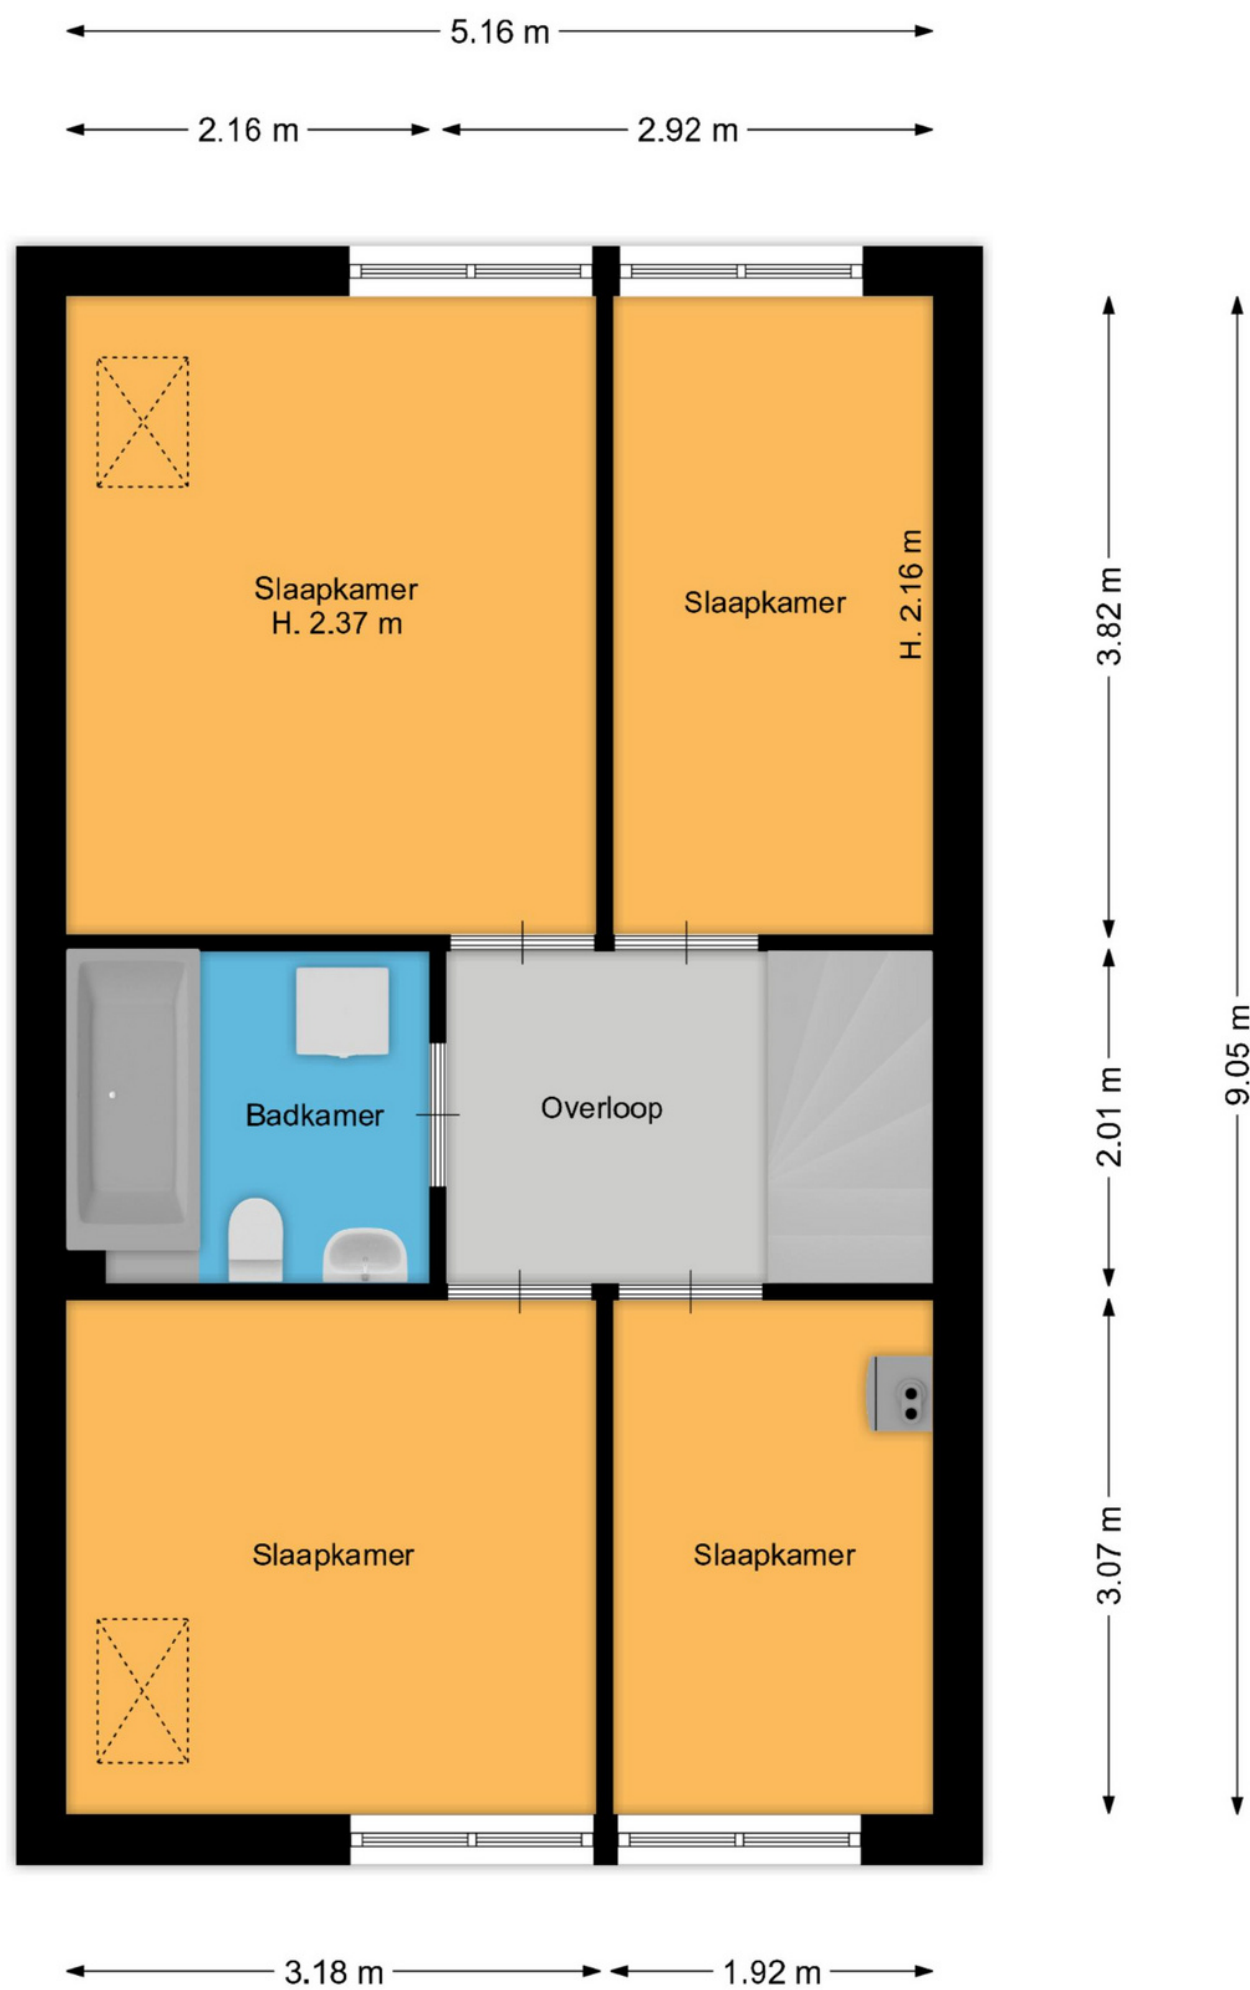 5.16 m
2.16 m
2.92 m
Slaapkamer
H. 2.37 m
Slaapkamer
H. 2.16 m
3.82 m
Badkamer
Overloop
2.01 m
9.05 m
Slaapkamer
Slaapkamer
3.07 m
3.18 m
1.92 m